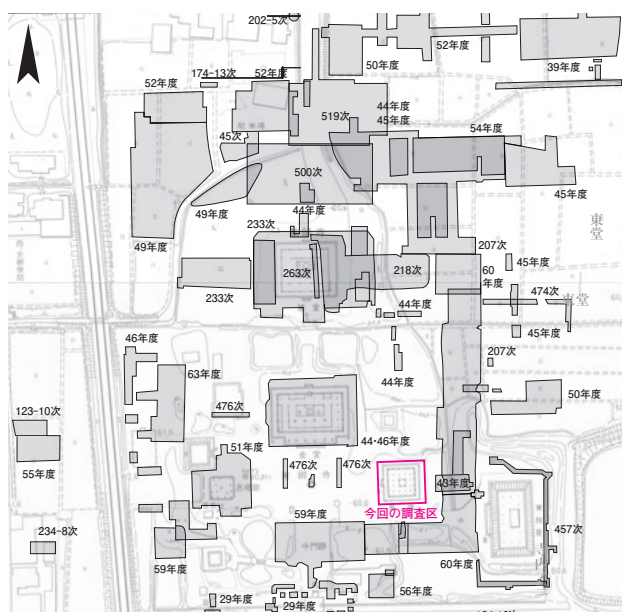 202-5次
52年度
39年度
50年度
174-13次
52年度
52年度
44年度
45年度
519次
54年度
45次
500次
45年度
49年度
44年度
49年度
233次
東堂
207次
263次
218次
60年度
45年度
233次
474次
東堂
44年度
45年度
46年度
207次
63年度
44年度
50年度
476次
123-10次
44・46年度
金堂
51年度
476次
476次
55年度
43年度
今回の調査区
59年度
中門跡
457次
234-8次
59年度
60年度
56年度
29年度
29年度